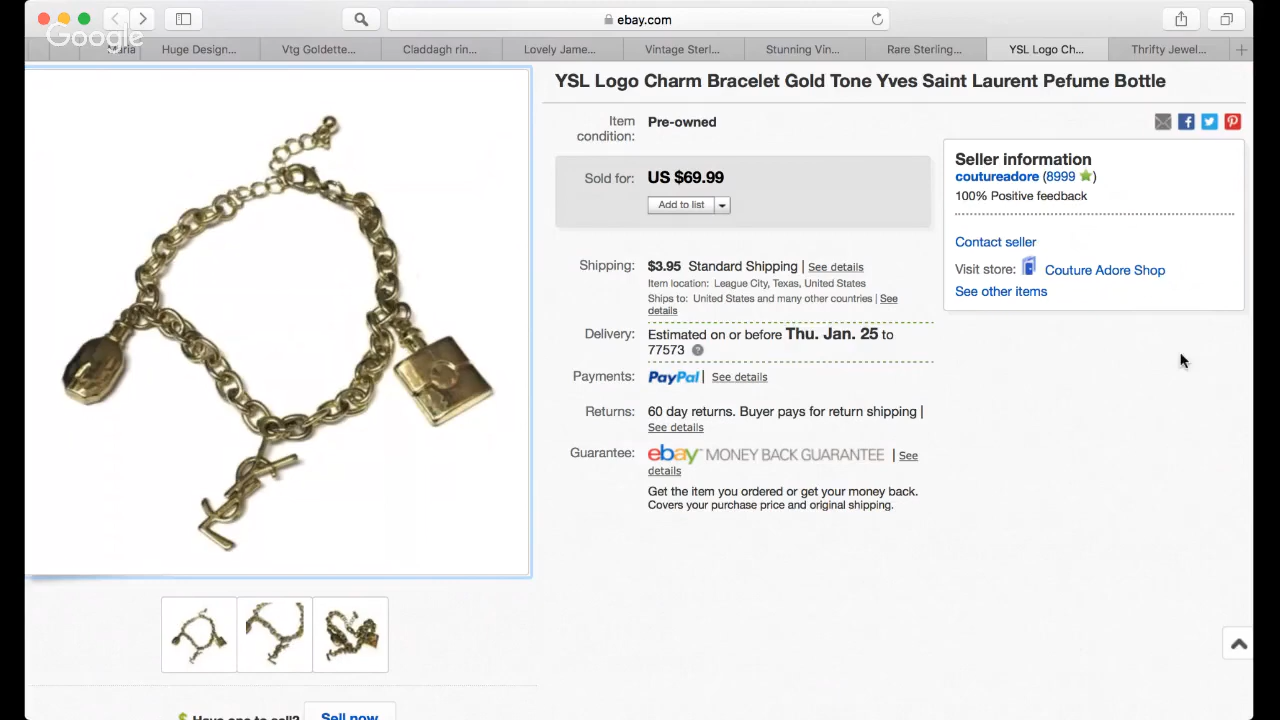 ebay.com
Google
Maria
Huge Design...
Vtg Goldette...
Claddagh rin...
Lovely Jame...
Vintage Sterl...
Stunning Vin...
Rare Sterling...
YSL Logo Ch...
Thrifty Jewel...
YSL Logo Charm Bracelet Gold Tone Yves Saint Laurent Pefume Bottle
Item condition:
Pre-owned
Sold for:
US $69.99
Add to list
Shipping:
$3.95 Standard Shipping | See details
Item location: League City, Texas, United States
Ships to: United States and many other countries | See
details
Delivery:
Estimated on or before Thu. Jan. 25 to
77573 ?
Payments:
PayPal | See details
Returns:
60 day returns. Buyer pays for return shipping |
See details
Guarantee:
ebay MONEY BACK GUARANTEE | See
details
Get the item you ordered or get your money back.
Covers your purchase price and original shipping.
Seller information
coutureadore (8999 )
100% Positive feedback
Contact seller
Visit store: Couture Adore Shop
See other items
YSL
Have one to sell?
Sell now